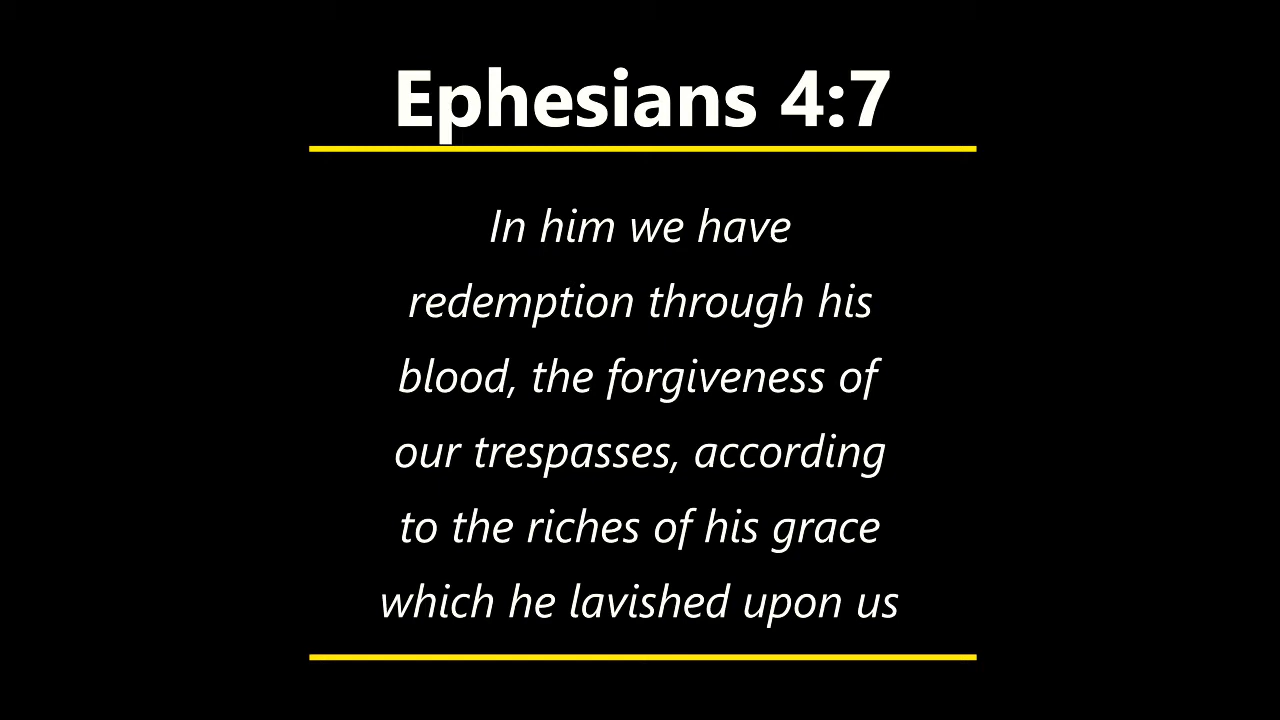 Ephesians 4:7
In him we have
redemption through his
blood, the forgiveness of
our trespasses, according
to the riches of his grace
which he lavished upon us